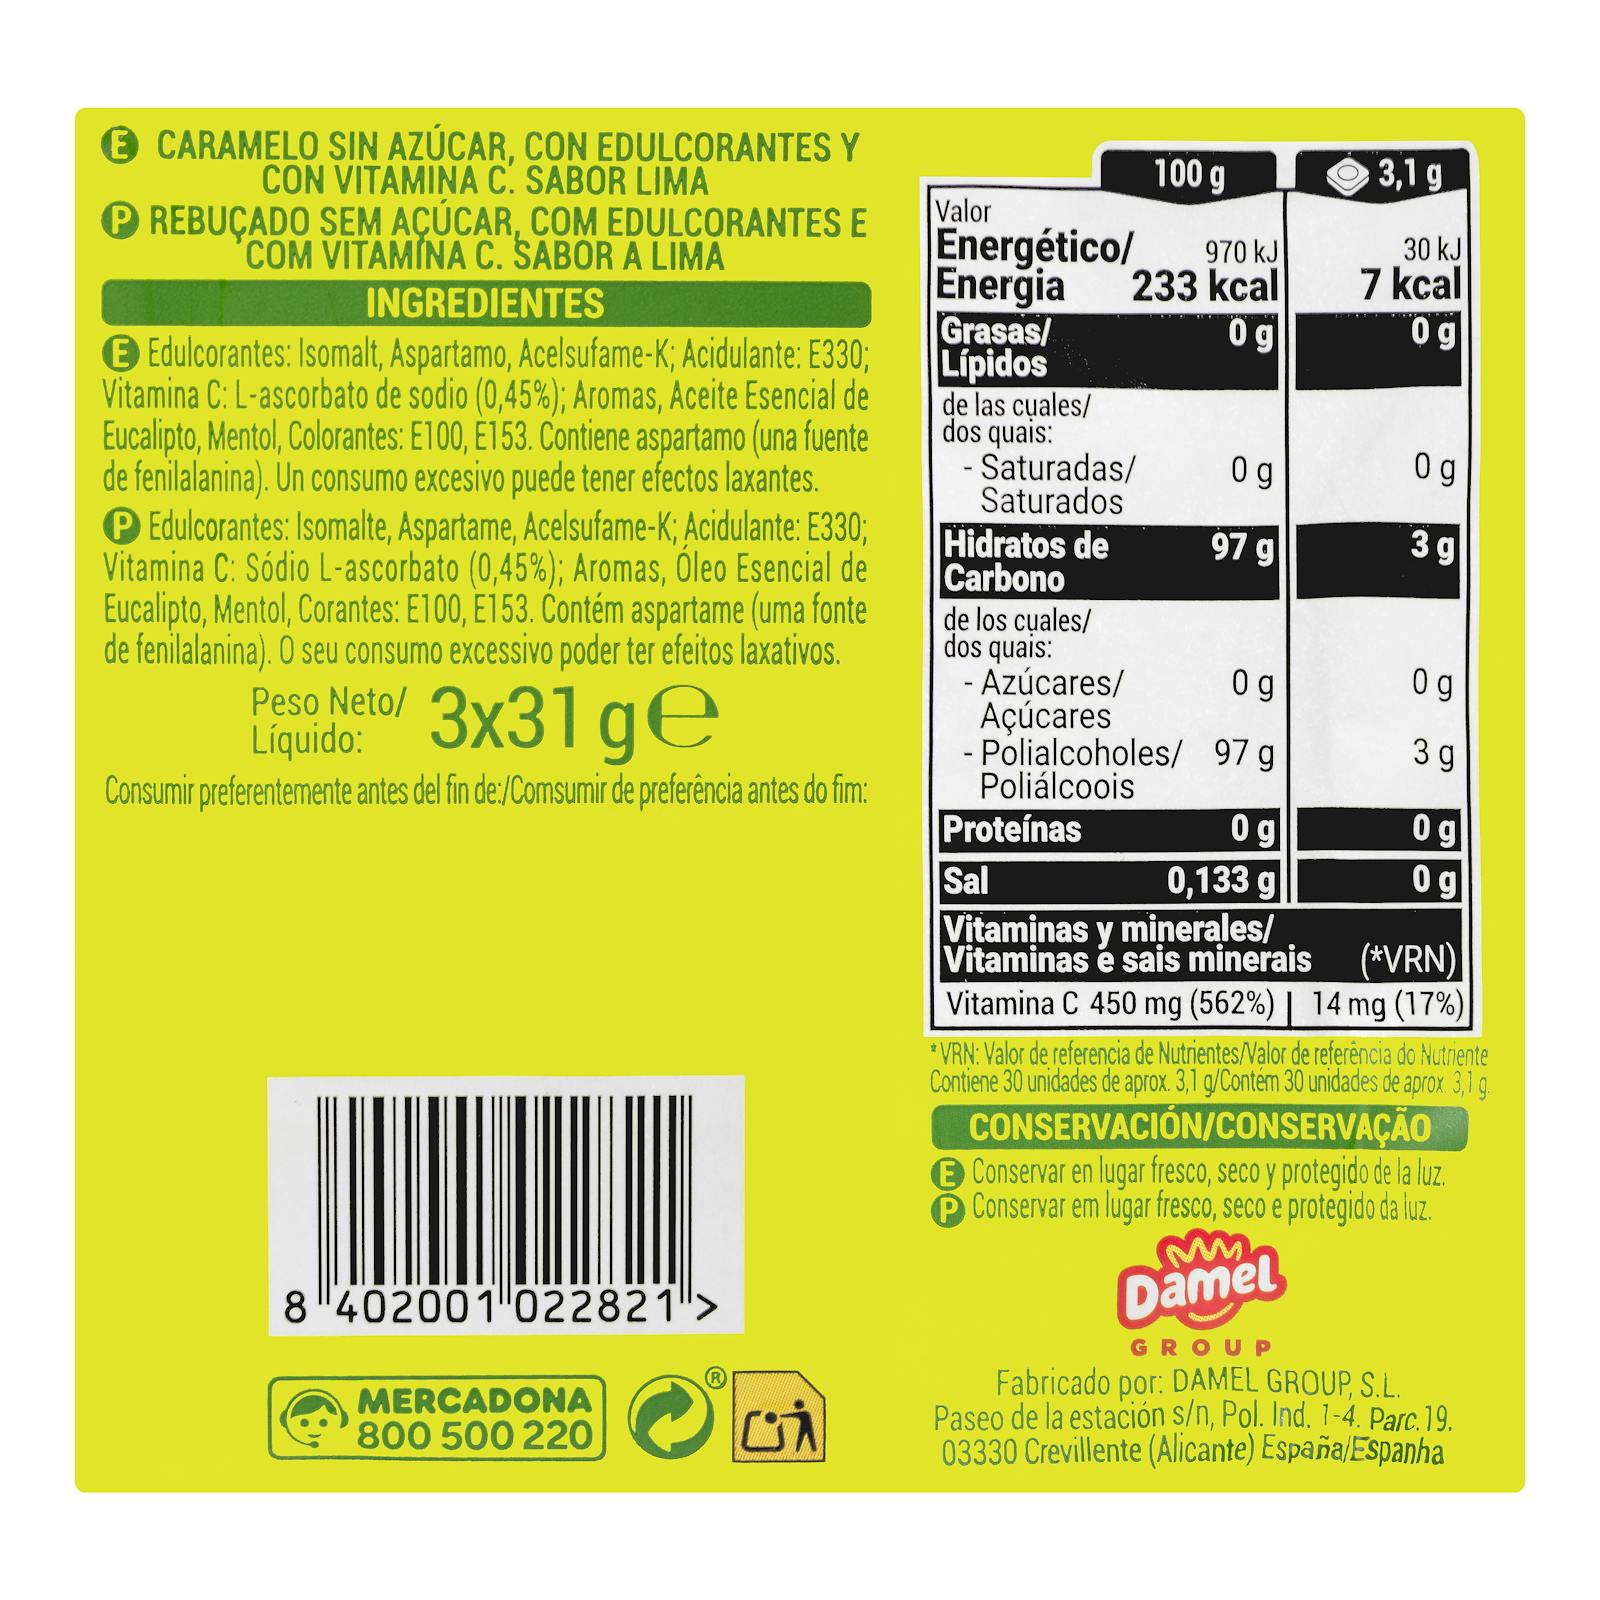 E CARAMELO SIN AZÚCAR, CON EDULCORANTES Y
CON VITAMINA C. SABOR LIMA
P REBUÇADO SEM AÇÚCAR, COM EDULCORANTES E
COM VITAMINA C. SABOR A LIMA
INGREDIENTES
E Edulcorantes: Isomalt, Aspartamo, Acelsufame-K; Acidulante: E330;
Vitamina C: L-ascorbato de sodio (0,45%); Aromas, Aceite Esencial de
Eucalipto, Mentol, Colorantes: E100, E153. Contiene aspartamo (una fuente
de fenilalanina). Un consumo excesivo puede tener efectos laxantes.
P Edulcorantes: Isomalte, Aspartame, Acelsufame-K; Acidulante: E330;
Vitamina C: Sódio L-ascorbato (0,45%); Aromas, Óleo Esencial de
Eucalipto, Mentol, Corantes: E100, E153. Contém aspartame (uma fonte
de fenilalanina). O seu consumo excessivo poder ter efeitos laxativos.
Peso Neto/
Líquido: 3x31 g e
Consumir preferentemente antes del fin de:/Comsumir de preferência antes do fim:
8 402001 022821 >
MERCADONA
800 500 220
®
100 g 3,1 g
Valor
Energético/ 970 kJ 30 kJ
Energia 233 kcal 7 kcal
Grasas/ 0 g 0 g
Lípidos
de las cuales/
dos quais:
- Saturadas/ 0 g 0 g
Saturados
Hidratos de 97 g 3 g
Carbono
de los cuales/
dos quais:
- Azúcares/ 0 g 0 g
Açúcares
- Polialcoholes/ 97 g 3 g
Poliálcoois
Proteínas 0 g 0 g
Sal 0,133 g 0 g
Vitaminas y minerales/
Vitaminas e sais minerais (*VRN)
Vitamina C 450 mg (562%) 14 mg (17%)
*VRN: Valor de referencia de Nutrientes/Valor de referência do Nutriente
Contiene 30 unidades de aprox. 3,1 g/Contém 30 unidades de aprox. 3,1 g.
CONSERVACIÓN/CONSERVAÇÃO
E Conservar en lugar fresco, seco y protegido de la luz.
P Conservar em lugar fresco, seco e protegido da luz.
Damel
GROUP
Fabricado por: DAMEL GROUP, S.L.
Paseo de la estación s/n, Pol. Ind. 1-4. Parc.19.
03330 Crevillente (Alicante) España/Espanha